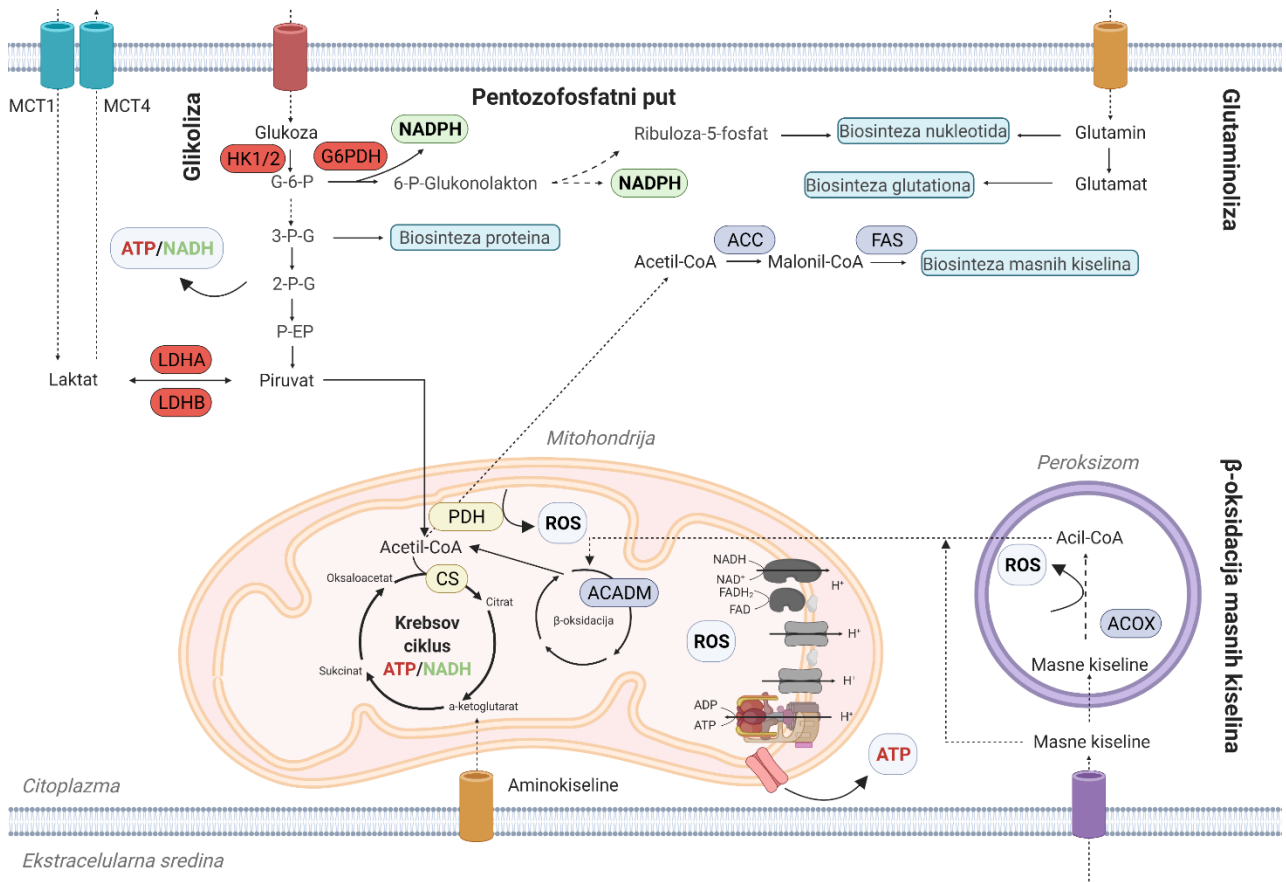 MCT1
MCT4
Glikoliza
Pentozofosfatni put
Glutaminoliza
Glukoza
NADPH
HK1/2
G6PDH
G-6-P
6-P-Glukonolakton
NADPH
Ribuloza-5-fosfat
Biosinteza nukleotida
Glutamin
Biosinteza glutationa
Glutamat
3-P-G
Biosinteza proteina
ATP/NADH
2-P-G
Acetil-CoA
ACC
Malonil-CoA
FAS
Biosinteza masnih kiselina
P-EP
LDHA
Laktat
Piruvat
LDHB
Mitohondrija
Peroksizom
β-oksidacija masnih kiselina
PDH
ROS
Acetil-CoA
CS
Oksaloacetat
Citrat
Krebsov
ciklus
ATP/NADH
Sukcinat
a-ketoglutarat
ACADM
β-oksidacija
ROS
NADH
NAD⁺
FADH₂
FAD
H⁺
H⁺
H⁺
ADP
ATP
H⁺
ATP
Acil-CoA
ROS
ACOX
Masne kiseline
Masne kiseline
Aminokiseline
Citoplazma
Ekstracelularna sredina